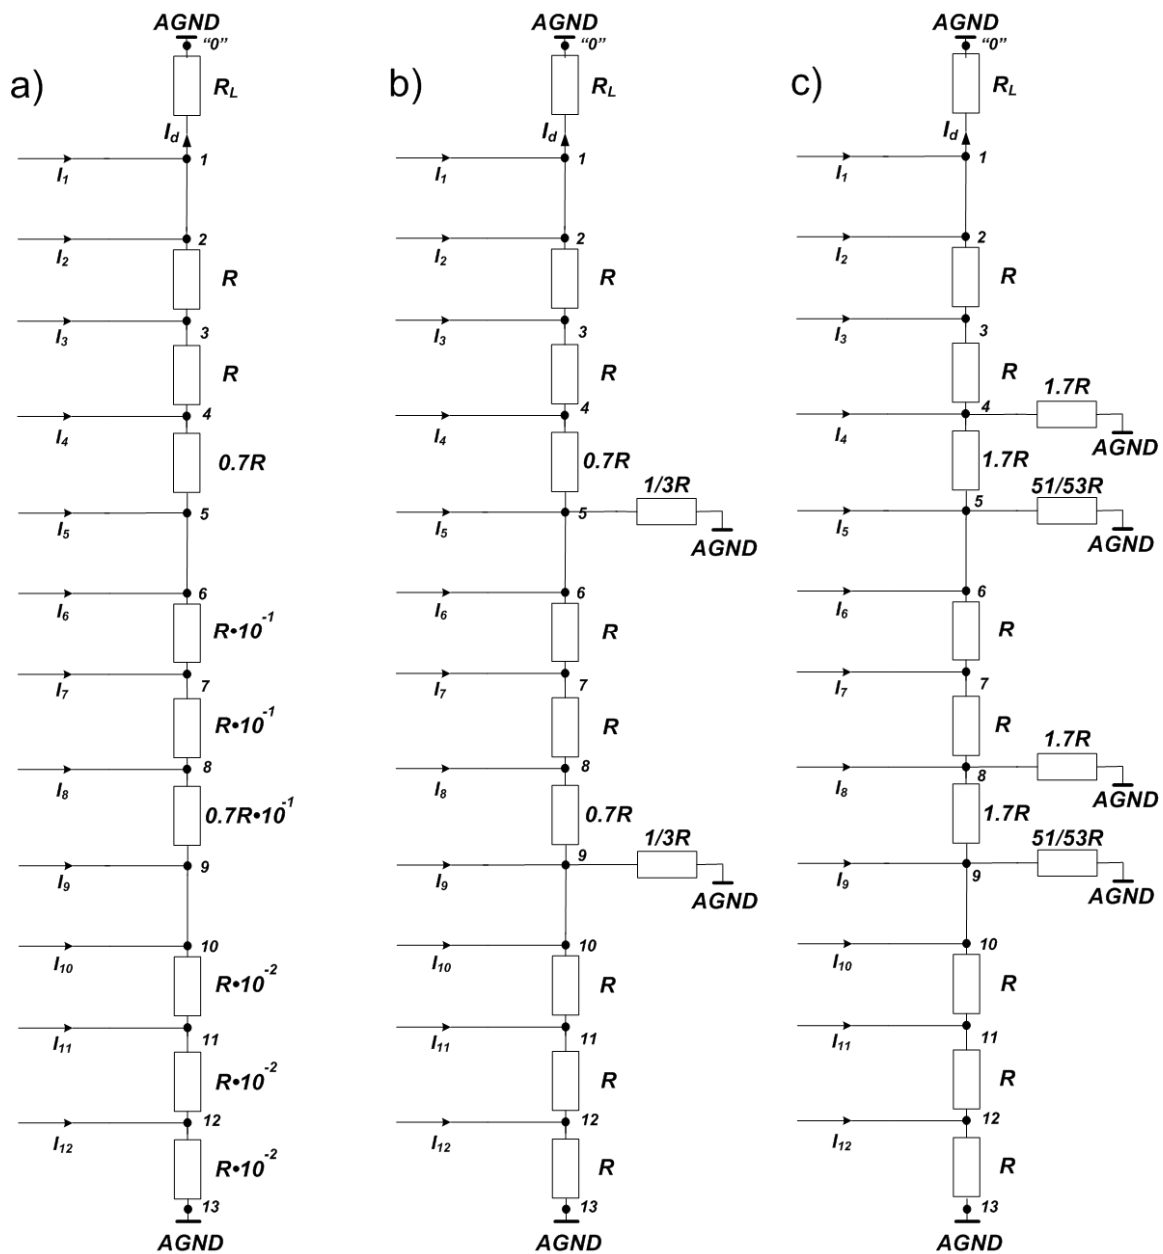 a)
AGND
"0"
R_L
I_d
1
I_1
2
I_2
R
3
I_3
R
4
I_4
0.7R
5
I_5
6
I_6
R•10^-1
7
I_7
R•10^-1
8
I_8
0.7R•10^-1
9
I_9
10
I_10
R•10^-2
11
I_11
R•10^-2
12
I_12
R•10^-2
13
AGND
b)
AGND
"0"
R_L
I_d
1
I_1
2
I_2
R
3
I_3
R
4
I_4
0.7R
1/3R
5
I_5
AGND
6
I_6
R
7
I_7
R
8
I_8
0.7R
1/3R
9
I_9
AGND
10
I_10
R
11
I_11
R
12
I_12
R
13
AGND
c)
AGND
"0"
R_L
I_d
1
I_1
2
I_2
R
3
I_3
R
1.7R
4
I_4
AGND
1.7R
51/53R
5
I_5
AGND
6
I_6
R
7
I_7
R
1.7R
8
I_8
AGND
1.7R
51/53R
9
I_9
AGND
10
I_10
R
11
I_11
R
12
I_12
R
13
AGND